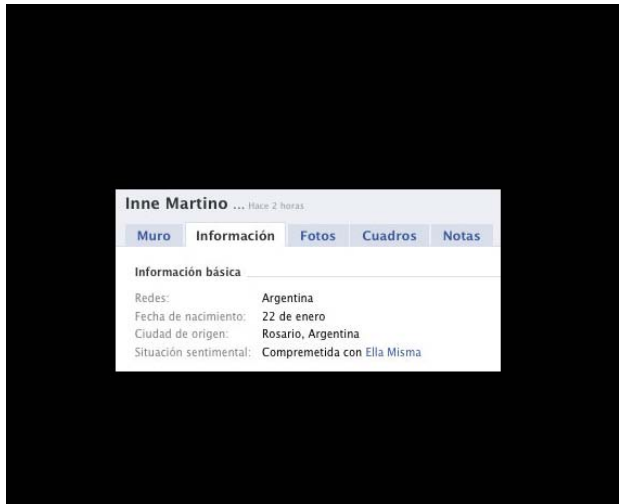 Inne Martino ... Hace 2 horas
Muro Información Fotos Cuadros Notas
Información básica
Redes: Argentina
Fecha de nacimiento: 22 de enero
Ciudad de origen: Rosario, Argentina
Situación sentimental: Comprometida con Ella Misma